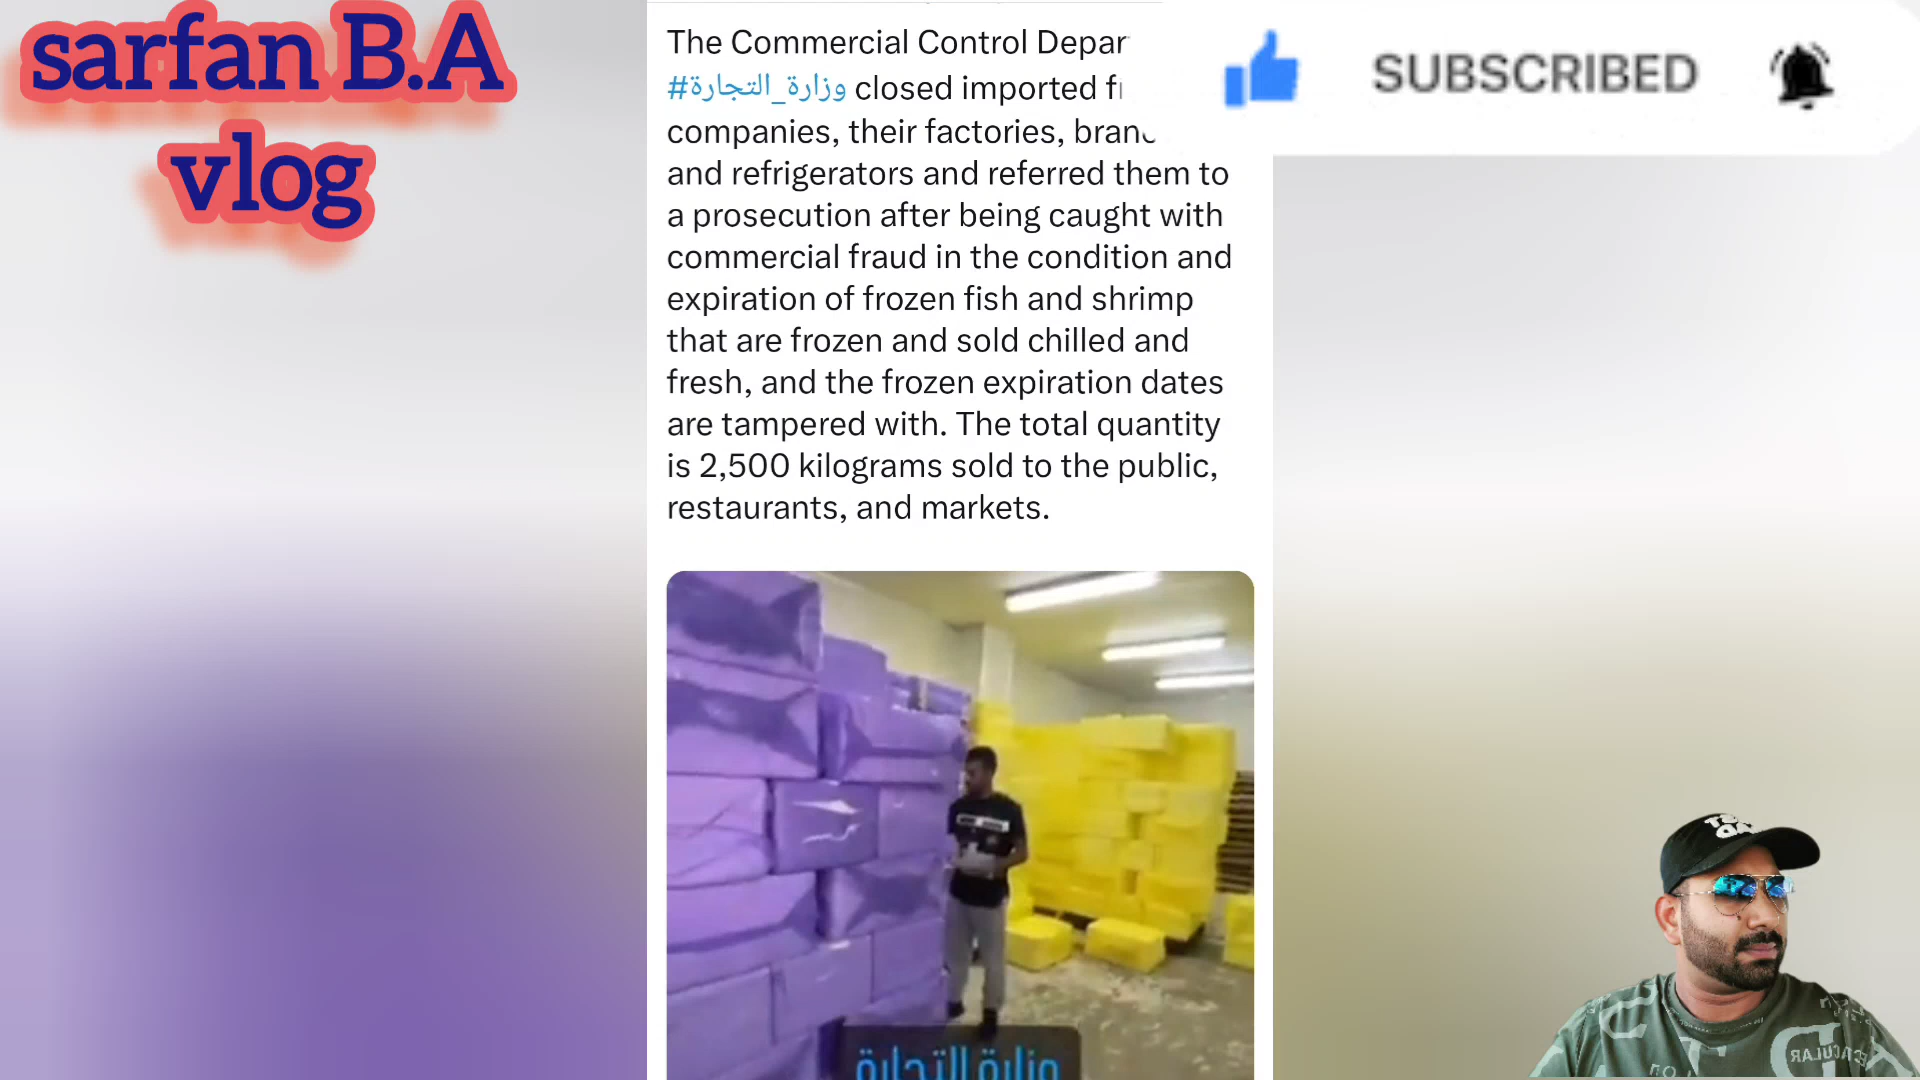 sarfan B.A
vlog
The Commercial Control
#وزارة_التجارة closed imported
companies, their factories,
and refrigerators and referred them to
a prosecution after being caught with
commercial fraud in the condition and
expiration of frozen fish and shrimp
that are frozen and sold chilled and
fresh, and the frozen expiration dates
are tampered with. The total quantity
is 2,500 kilograms sold to the public,
restaurants, and markets.
SUBSCRIBED
وزارة التجارة